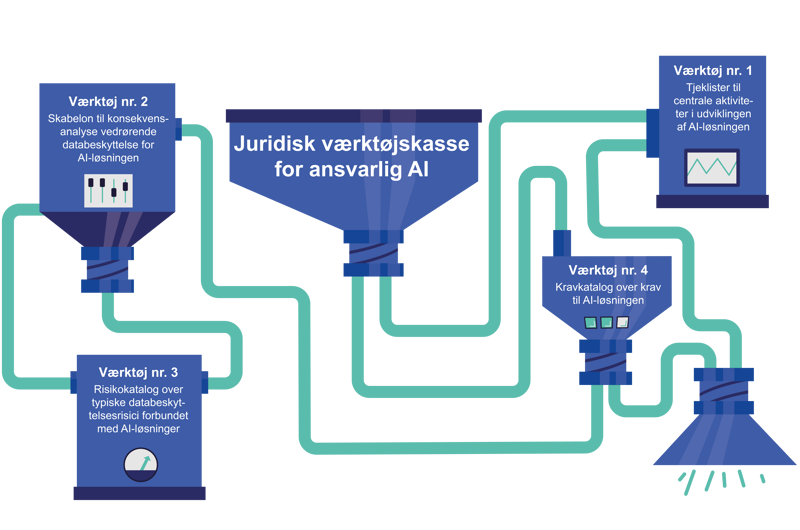 Juridisk værktøjskasse
for ansvarlig AI
Værktøj nr. 1
Tjeklister til
centrale aktivite-
ter i udviklingen
af AI-løsningen
Værktøj nr. 2
Skabelon til konsekvens-
analyse vedrørende
databeskyttelse for
AI-løsningen
Værktøj nr. 3
Risikokatalog over
typiske databeskyt-
telsesrisici forbundet
med AI-løsninger
Værktøj nr. 4
Kravkatalog over krav
til AI-løsningen